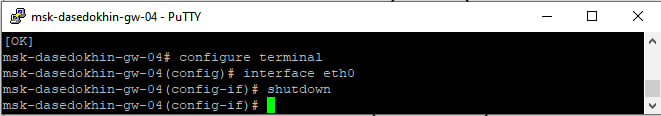 msk-dasedokhin-gw-04 - PuTTY
[OK]
msk-dasedokhin-gw-04# configure terminal
msk-dasedokhin-gw-04(config)# interface eth0
msk-dasedokhin-gw-04(config-if)# shutdown
msk-dasedokhin-gw-04(config-if)#